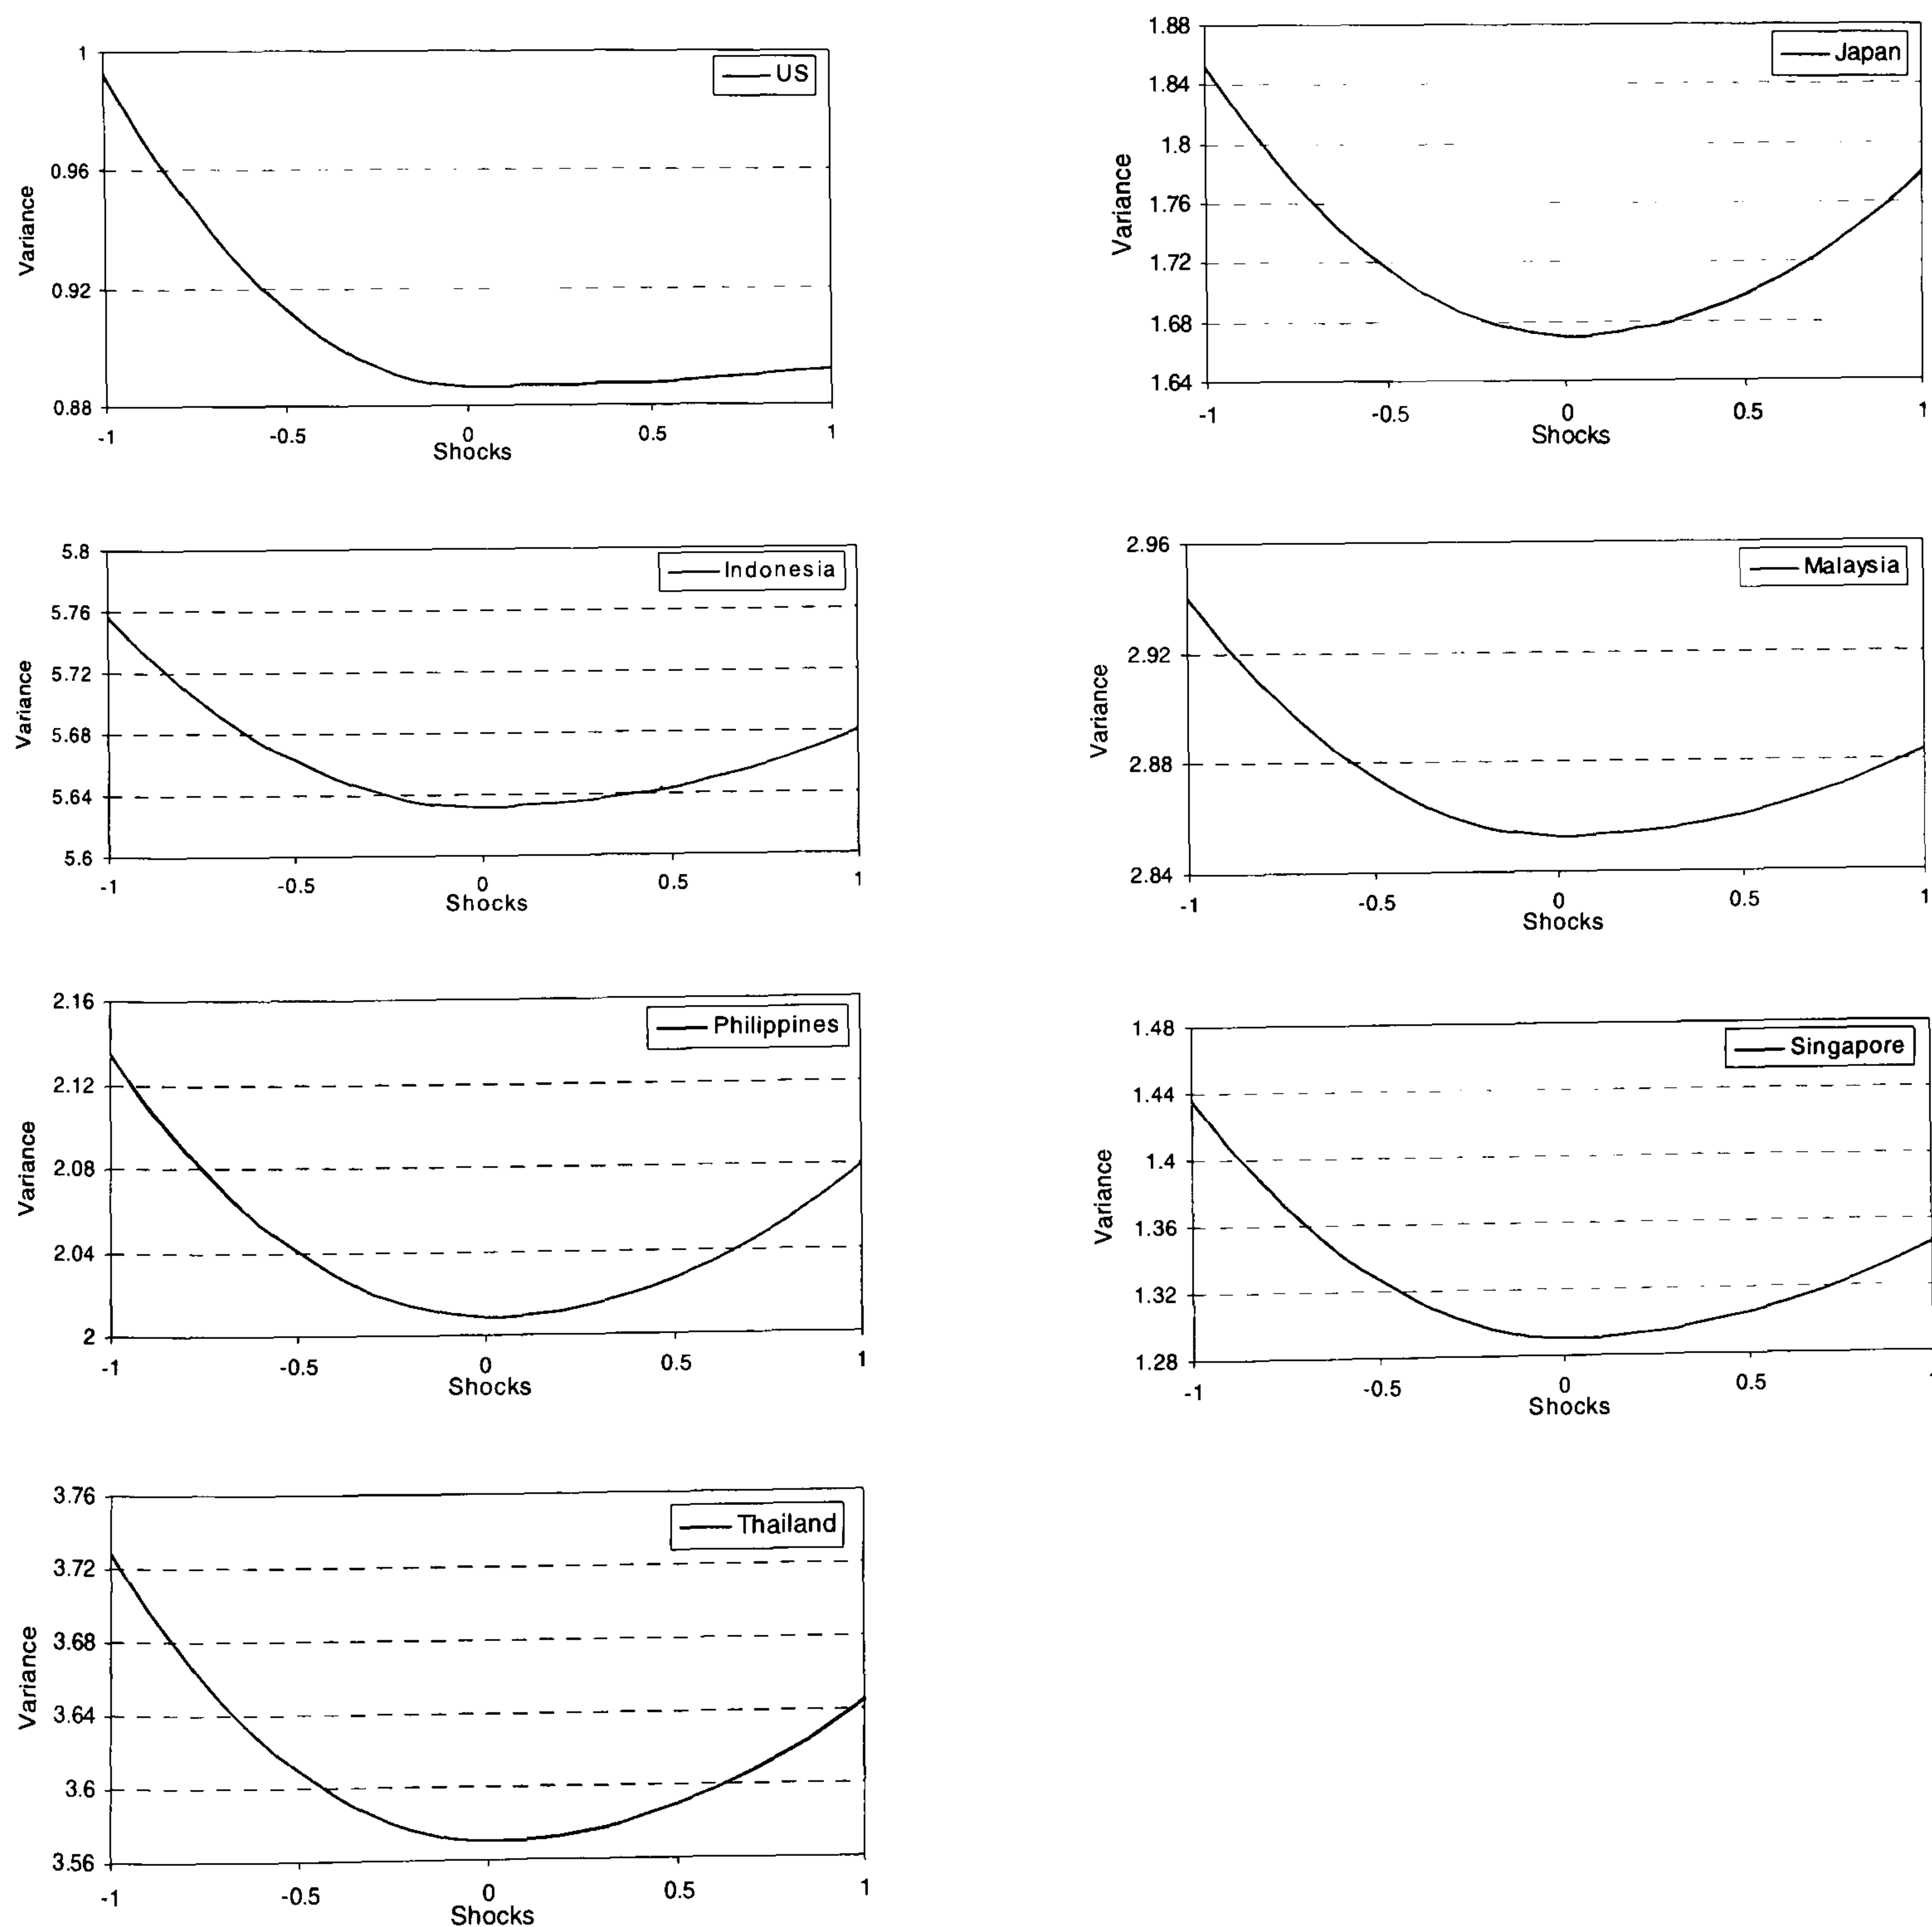 US
1
0.96
0.92
0.88
Variance
-1 -0.5 0 0.5 1
Shocks
Japan
1.88
1.84
1.8
1.76
1.72
1.68
1.64
Variance
-1 -0.5 0 0.5 1
Shocks
Indonesia
5.8
5.76
5.72
5.68
5.64
5.6
Variance
-1 -0.5 0 0.5 1
Shocks
Malaysia
2.96
2.92
2.88
2.84
Variance
-1 -0.5 0 0.5 1
Shocks
Philippines
2.16
2.12
2.08
2.04
2
Variance
-1 -0.5 0 0.5 1
Shocks
Singapore
1.48
1.44
1.4
1.36
1.32
1.28
Variance
-1 -0.5 0 0.5
Shocks
Thailand
3.76
3.72
3.68
3.64
3.6
3.56
Variance
-1 -0.5 0 0.5 1
Shocks